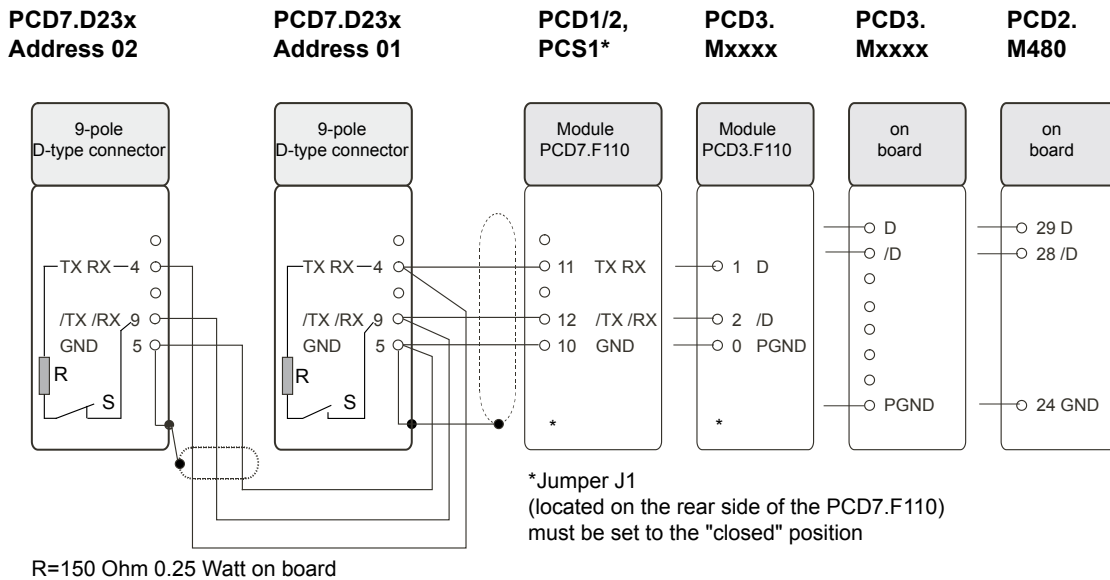 PCD7.D23x
Address 02
PCD7.D23x
Address 01
PCD1/2,
PCS1*
PCD3.
Mxxxx
PCD3.
Mxxxx
PCD2.
M480
9-pole
D-type connector
9-pole
D-type connector
Module
PCD7.F110
Module
PCD3.F110
on
board
on
board
TX RX 4
/TX /RX 9
GND 5
R
S
TX RX 4
/TX /RX 9
GND 5
R
S
11 TX RX
12 /TX /RX
10 GND
*
1 D
2 /D
0 PGND
*
D
/D
PGND
29 D
28 /D
24 GND
*Jumper J1
(located on the rear side of the PCD7.F110)
must be set to the "closed" position
R=150 Ohm 0.25 Watt on board